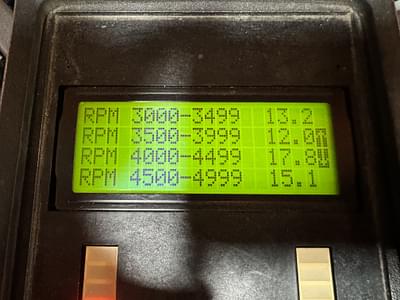 RPM 3000-3499 13.2
RPM 3500-3999 12.0
RPM 4000-4499 17.8
RPM 4500-4999 15.1